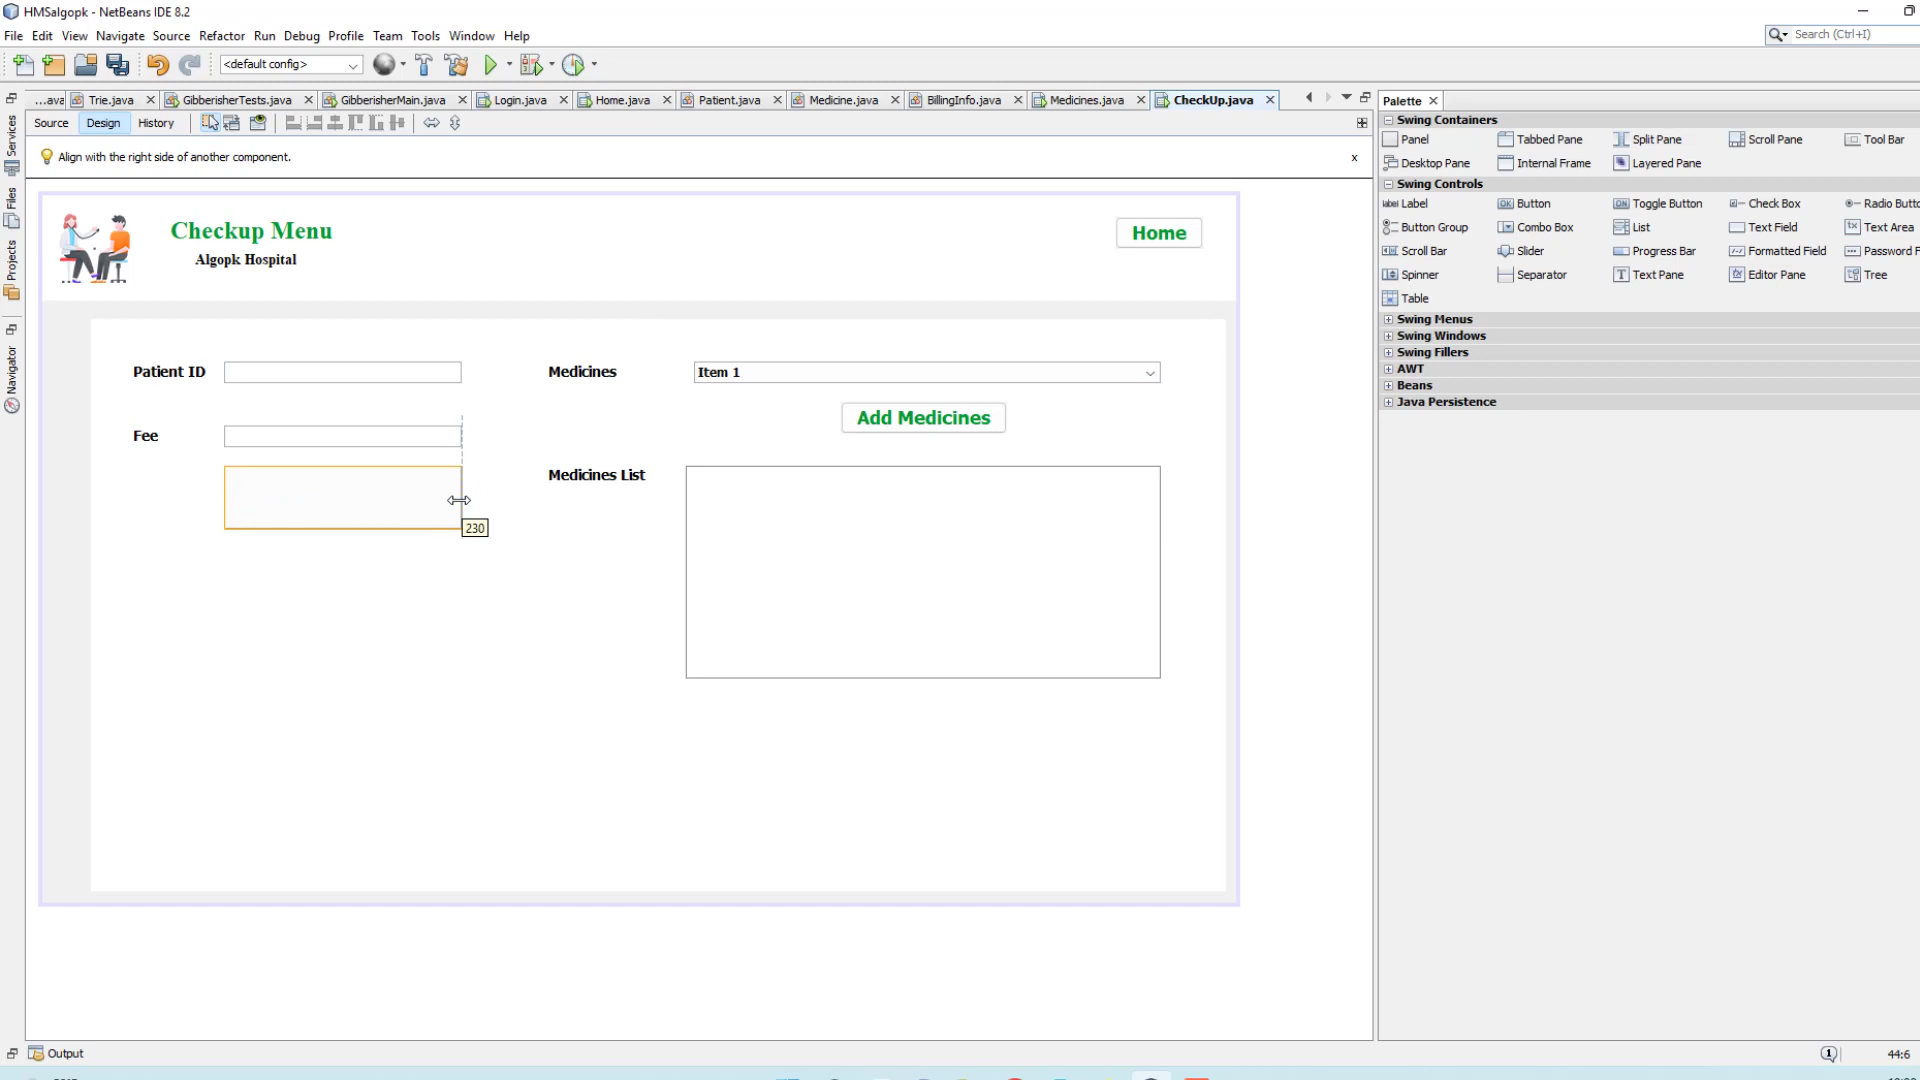 HMSalgopk - NetBeans IDE 8.2
File Edit View Navigate Source Refactor Run Debug Profile Team Tools Window Help
Search (Ctrl+I)
<default config>
...ava Trie.java GibberisherTests.java GibberisherMain.java Login.java Home.java Patient.java Medicine.java BillingInfo.java Medicines.java CheckUp.java
Source Design History
Align with the right side of another component.
x
Services
Files
Projects
Navigator
Checkup Menu
Algopk Hospital
Home
Patient ID
Medicines
Item 1
Add Medicines
Fee
Medicines List
230
Palette
Swing Containers
Panel Tabbed Pane Split Pane Scroll Pane Tool Bar
Desktop Pane Internal Frame Layered Pane
Swing Controls
Label Button Toggle Button Check Box Radio Butto
Button Group Combo Box List Text Field Text Area
Scroll Bar Slider Progress Bar Formatted Field Password F
Spinner Separator Text Pane Editor Pane Tree
Table
Swing Menus
Swing Windows
Swing Fillers
AWT
Beans
Java Persistence
Output
44:6